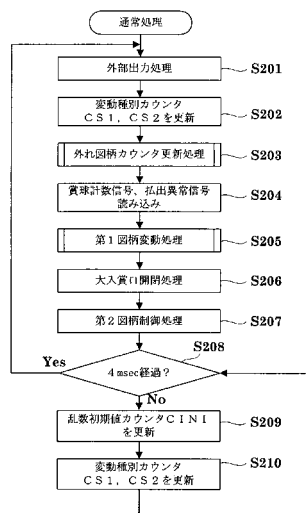 通常処理
外部出力処理
S201
変動種別カウンタ
CS1，CS2を更新
S202
外れ図柄カウンタ更新処理
S203
賞球計数信号、払出異常信号
読み込み
S204
第1図柄変動処理
S205
大入賞口開閉処理
S206
第2図柄制御処理
S207
S208
Yes
4msec経過？
No
乱数初期値カウンタCINI
を更新
S209
変動種別カウンタ
CS1，CS2を更新
S210